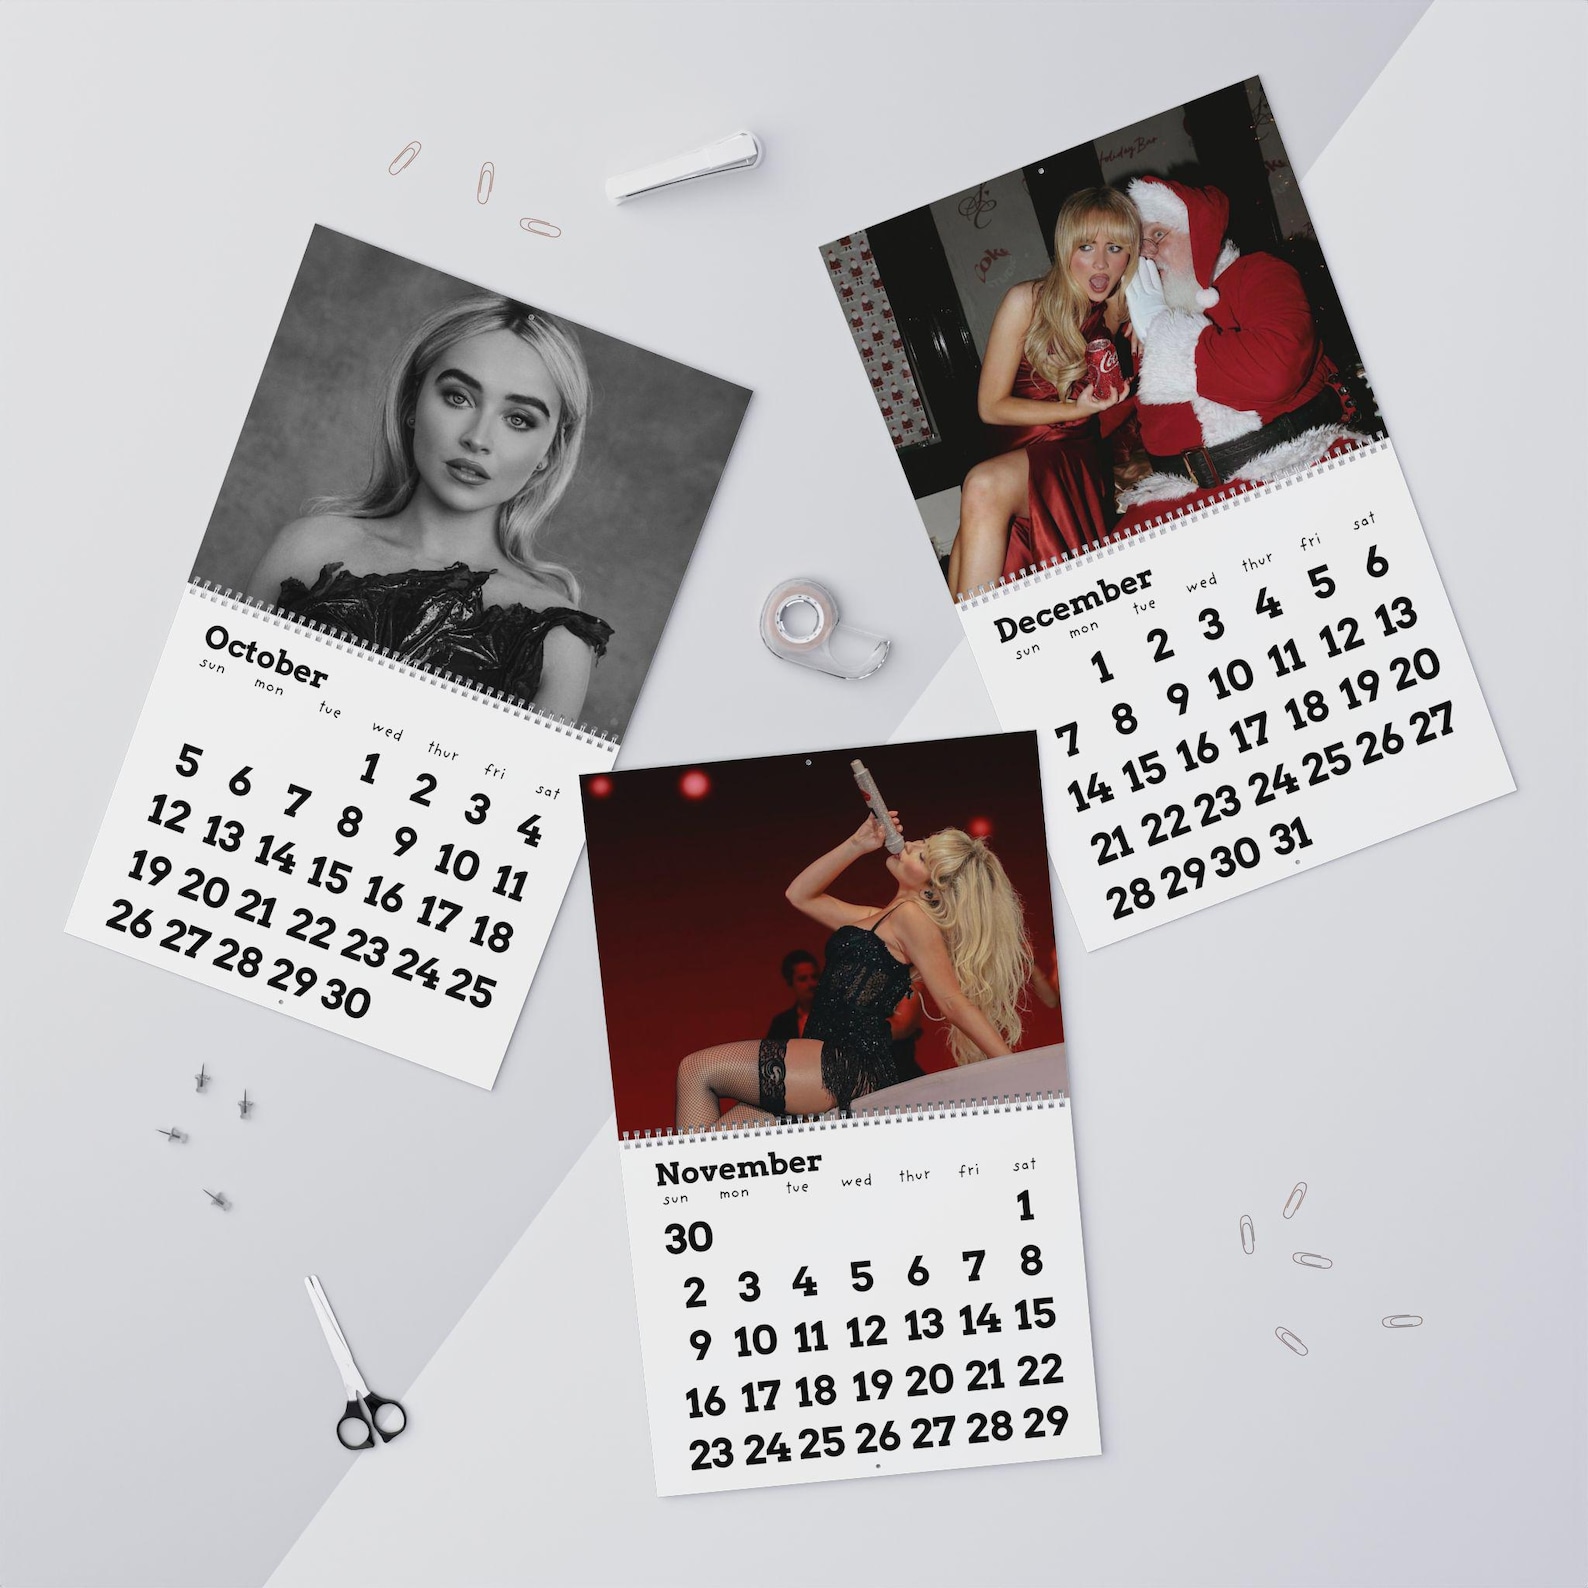 Holiday Bar
SC
coke
December
sun mon tue wed thur fri sat
1 2 3 4 5 6
7 8 9 10 11 12 13
14 15 16 17 18 19 20
21 22 23 24 25 26 27
28 29 30 31
October
sun mon tue wed thur fri sat
1 2 3 4
5 6 7 8 9 10 11
12 13 14 15 16 17 18
19 20 21 22 23 24 25
26 27 28 29 30
November
sun mon tue wed thur fri sat
30 1
2 3 4 5 6 7 8
9 10 11 12 13 14 15
16 17 18 19 20 21 22
23 24 25 26 27 28 29